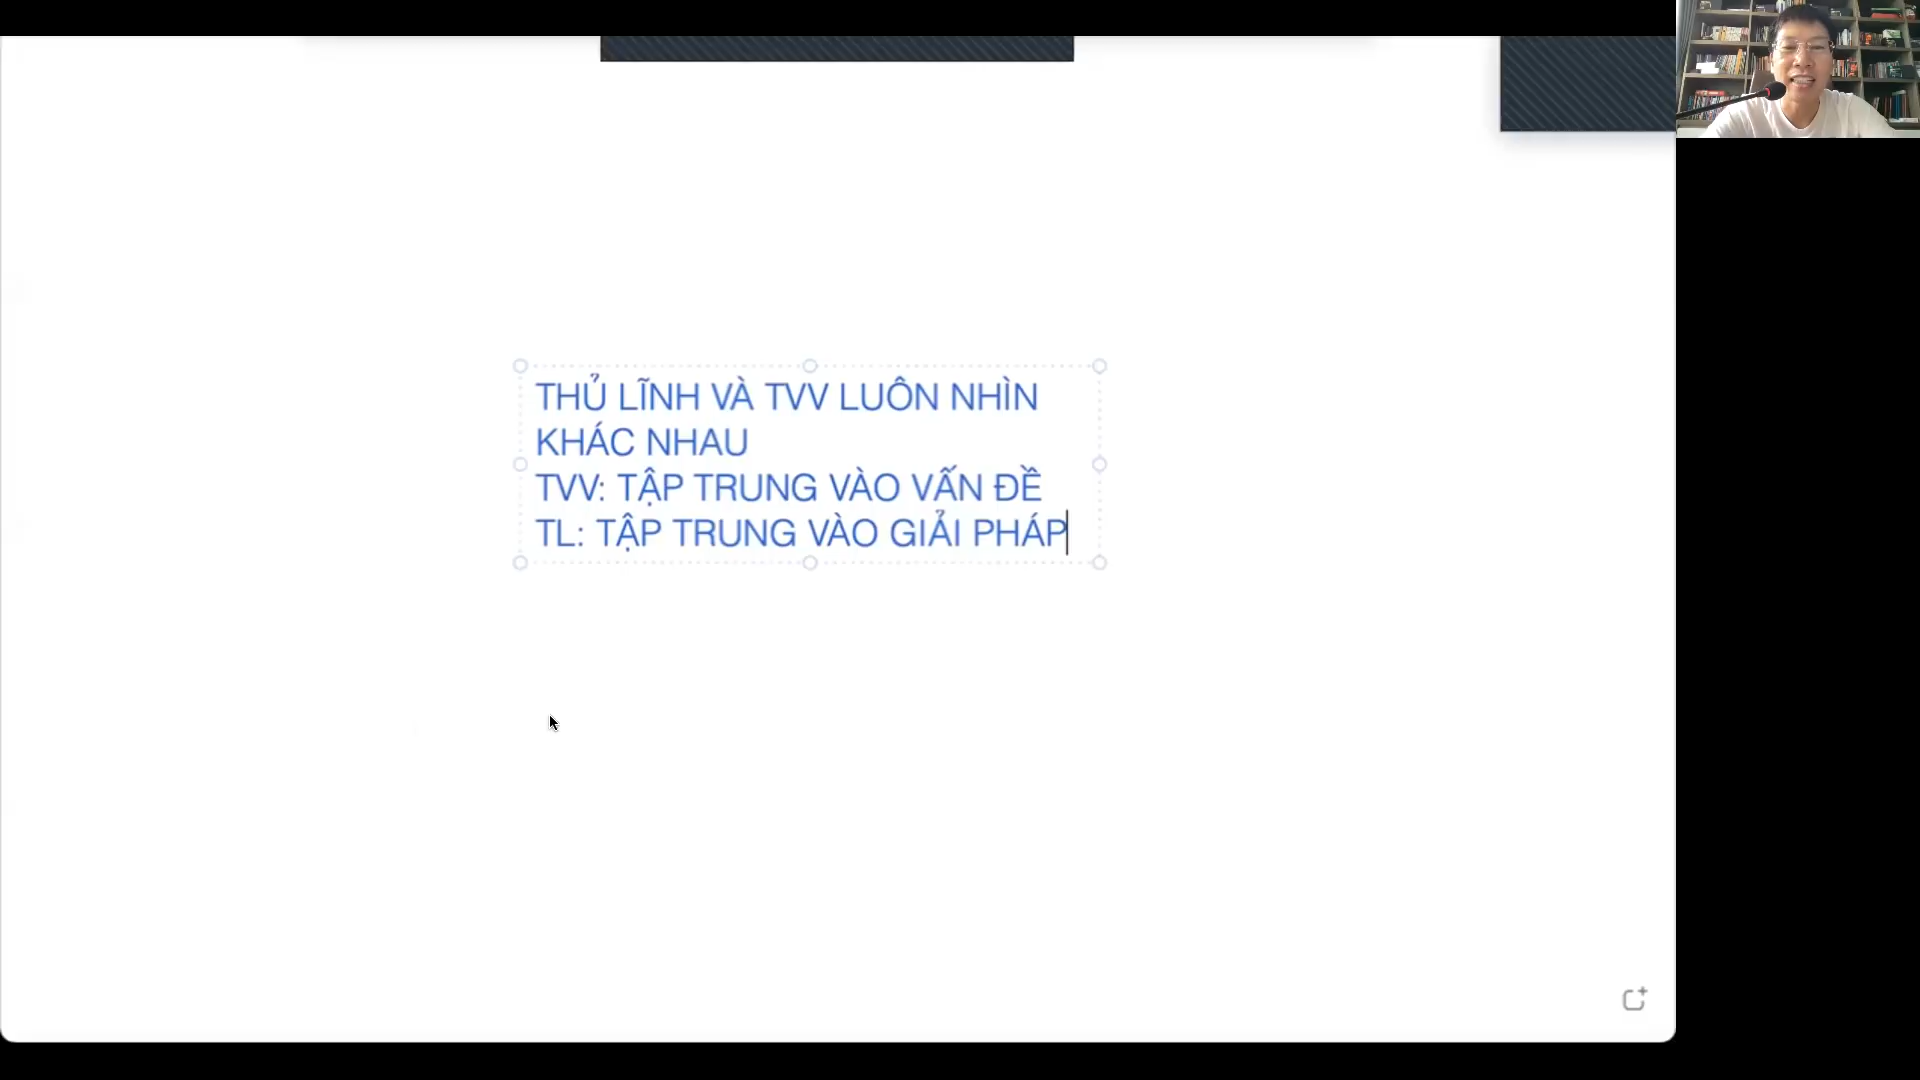 THỦ LĨNH VÀ TVV LUÔN NHÌN
KHÁC NHAU
TVV: TẬP TRUNG VÀO VẤN ĐỀ
TL: TẬP TRUNG VÀO GIẢI PHÁP